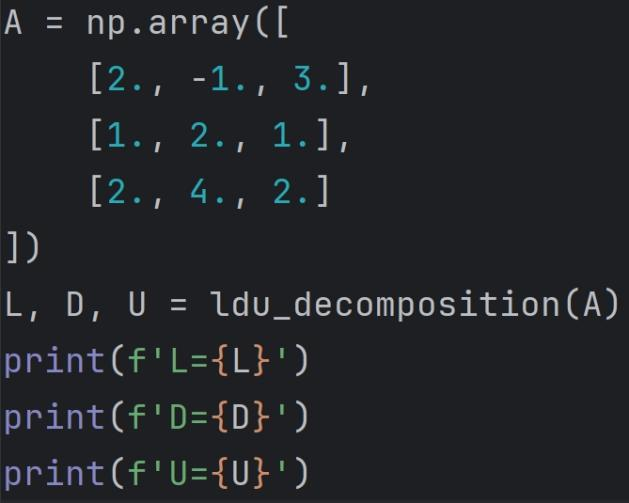 A = np.array([
    [2., -1., 3.],
    [1., 2., 1.],
    [2., 4., 2.]
])
L, D, U = ldu_decomposition(A)
print(f'L={L}')
print(f'D={D}')
print(f'U={U}')